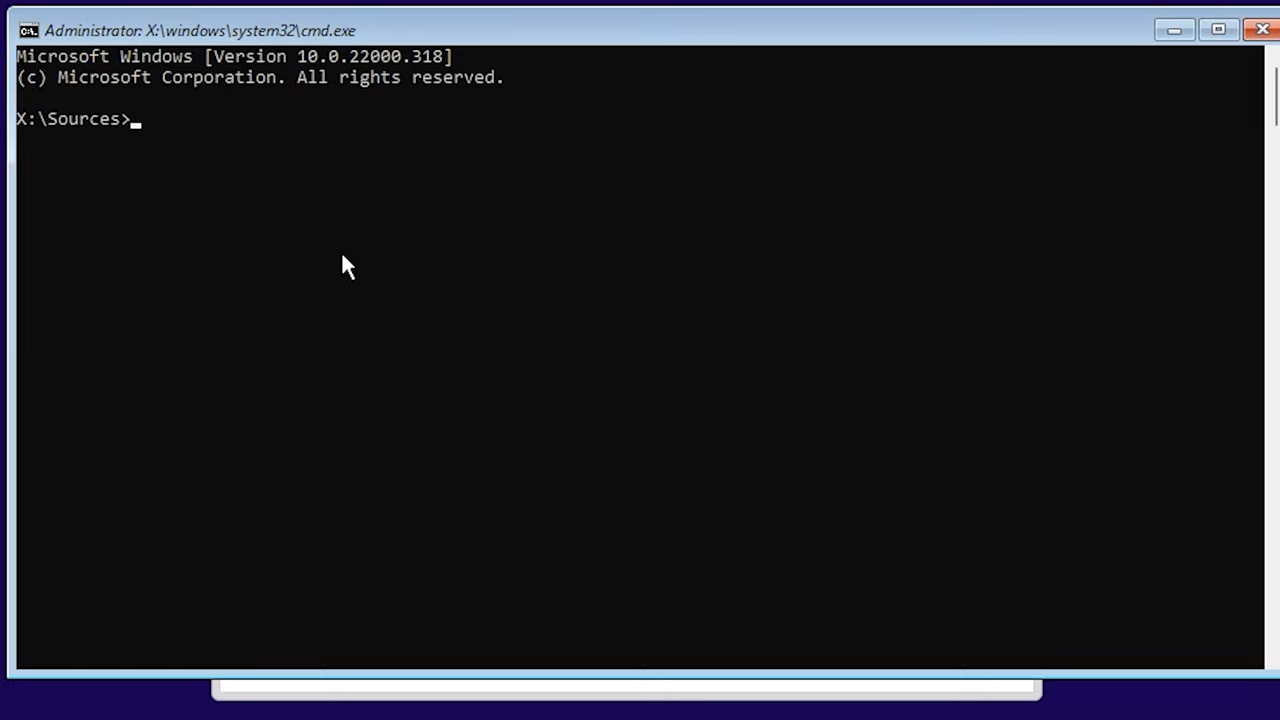 Administrator: X:\windows\system32\cmd.exe
Microsoft Windows [Version 10.0.22000.318]
(c) Microsoft Corporation. All rights reserved.
X:\Sources>